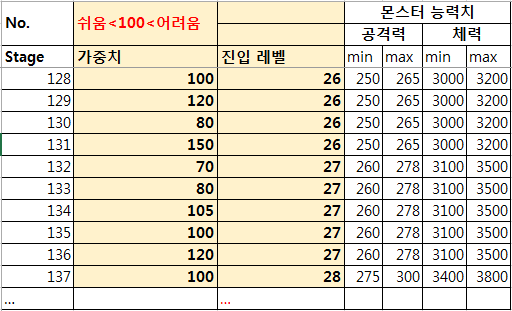 No. 쉬움<100<어려움 몬스터 능력치
공격력 체력
Stage 가중치 진입 레벨 min max min max
128 100 26 250 265 3000 3200
129 120 26 250 265 3000 3200
130 80 26 250 265 3000 3200
131 150 26 250 265 3000 3200
132 70 27 260 278 3100 3500
133 80 27 260 278 3100 3500
134 105 27 260 278 3100 3500
135 100 27 260 278 3100 3500
136 120 27 260 278 3100 3500
137 100 28 275 300 3400 3800
... ...